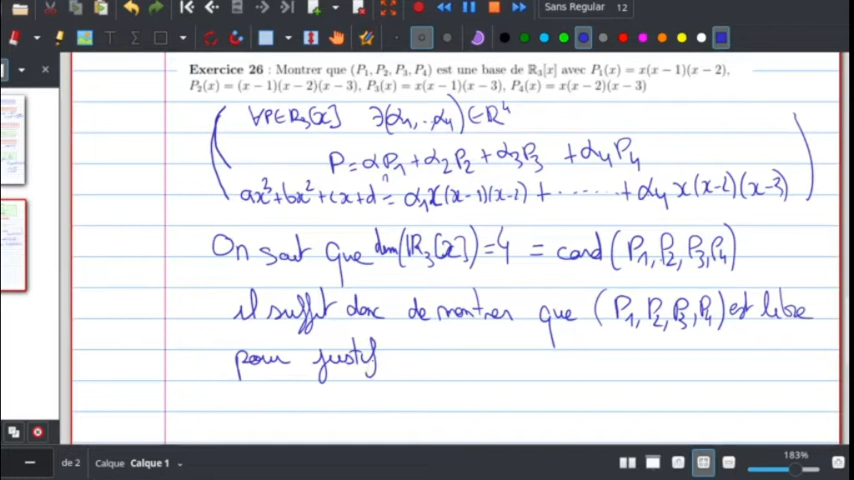 Sans Regular 12
Exercice 26 : Montrer que (P₁, P₂, P₃, P₄) est une base de ℝ₃[x] avec P₁(x) = x(x − 1)(x − 2),
P₂(x) = (x − 1)(x − 2)(x − 3), P₃(x) = x(x − 1)(x − 3), P₄(x) = x(x − 2)(x − 3)
( ∀P∈ℝ₃[x] ∃(α₁,...,α₄)∈ℝ⁴
P = α₁P₁ + α₂P₂ + α₃P₃ + α₄P₄
ax³+bx²+cx+d = α₁x(x-1)(x-2) + ...... + α₄x(x-2)(x-3) )
On sait que dim(ℝ₃[x]) = 4 = card(P₁, P₂, P₃, P₄)
il suffit donc de montrer que (P₁, P₂, P₃, P₄) est libre
pour justif
183%
de 2 Calque Calque 1